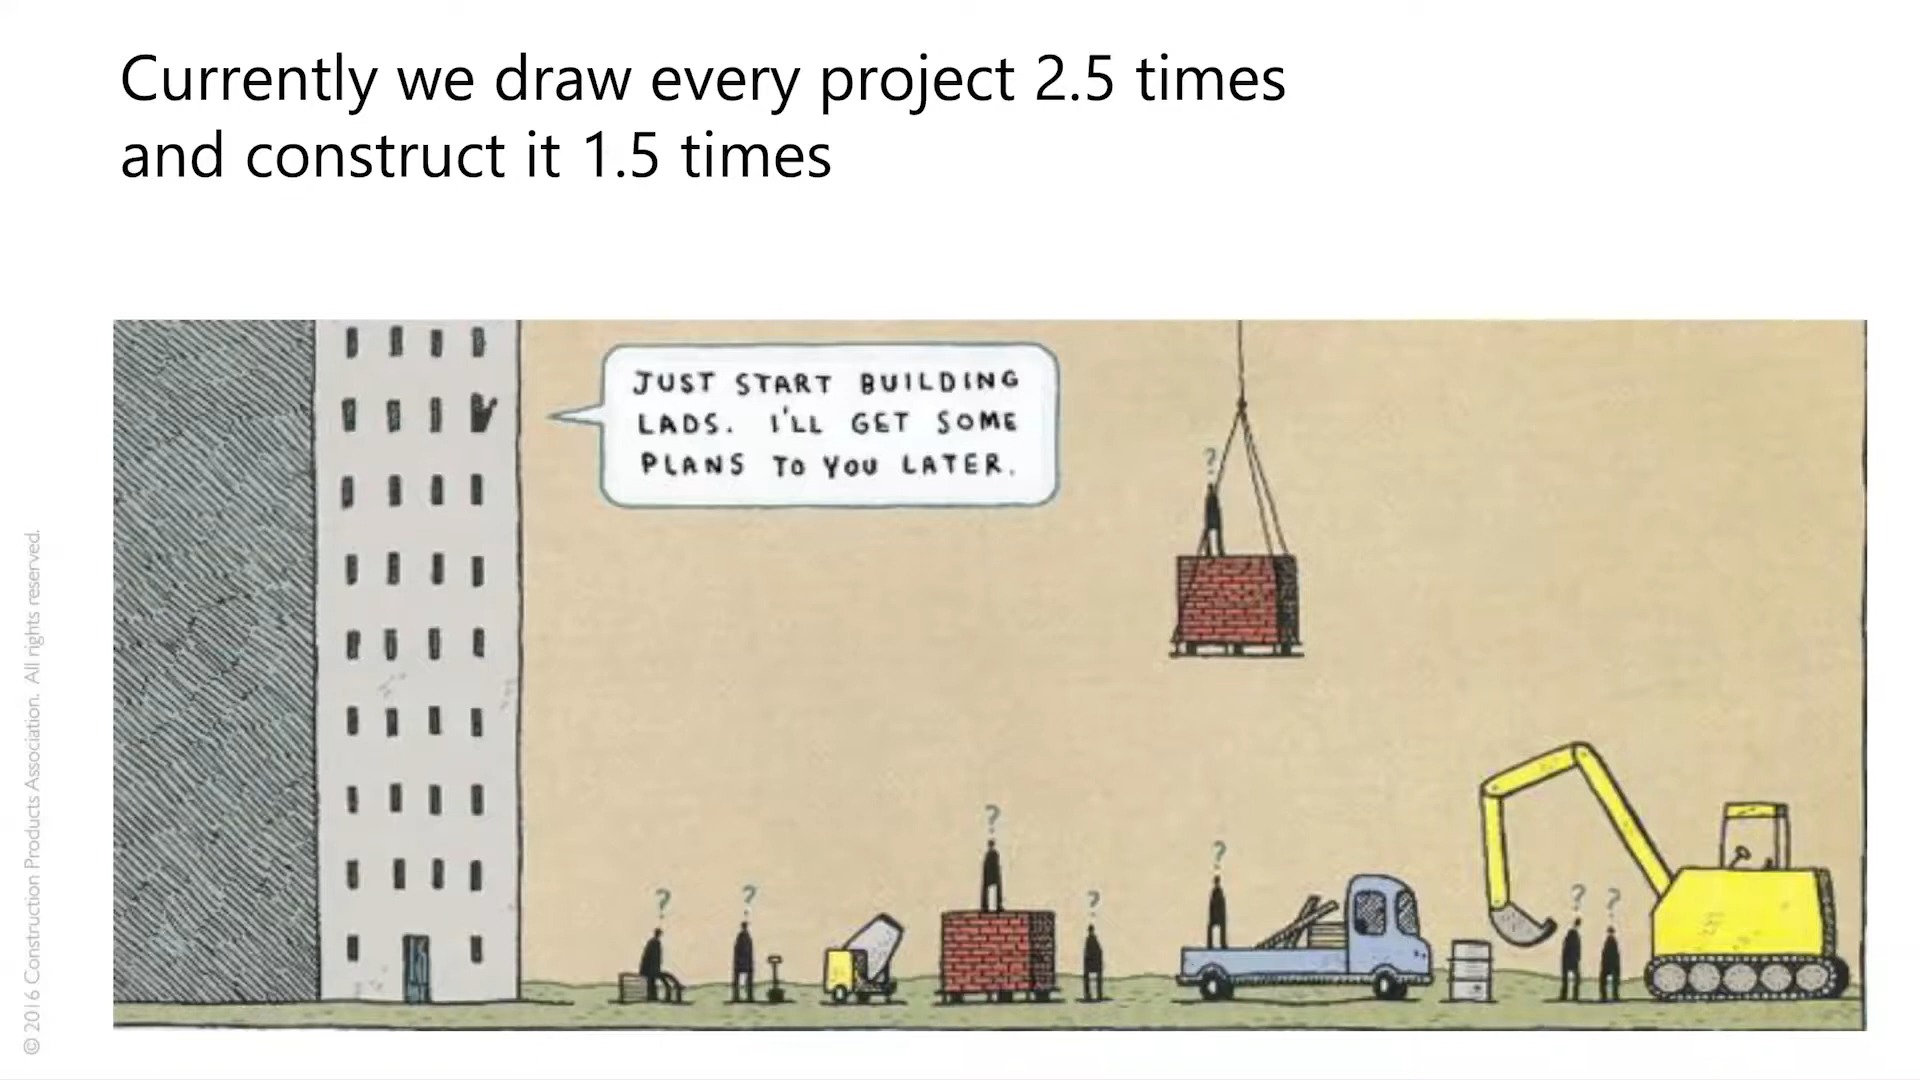 Currently we draw every project 2.5 times
and construct it 1.5 times
JUST START BUILDING
LADS. I'LL GET SOME
PLANS TO YOU LATER.
?
?
?
?
?
?
?
?
© 2016 Construction Products Association. All rights reserved.